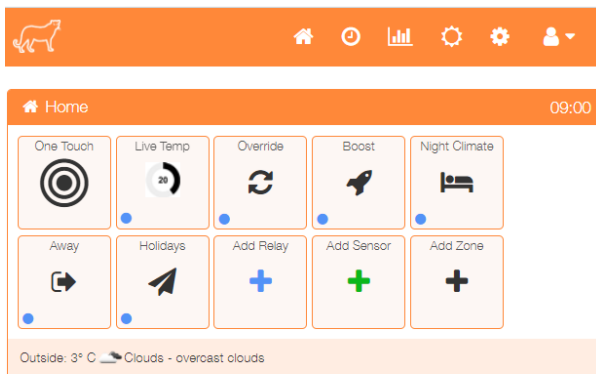 Home 09:00
One Touch Live Temp Override Boost Night Climate
20
Away Holidays Add Relay Add Sensor Add Zone
Outside: 3° C Clouds - overcast clouds